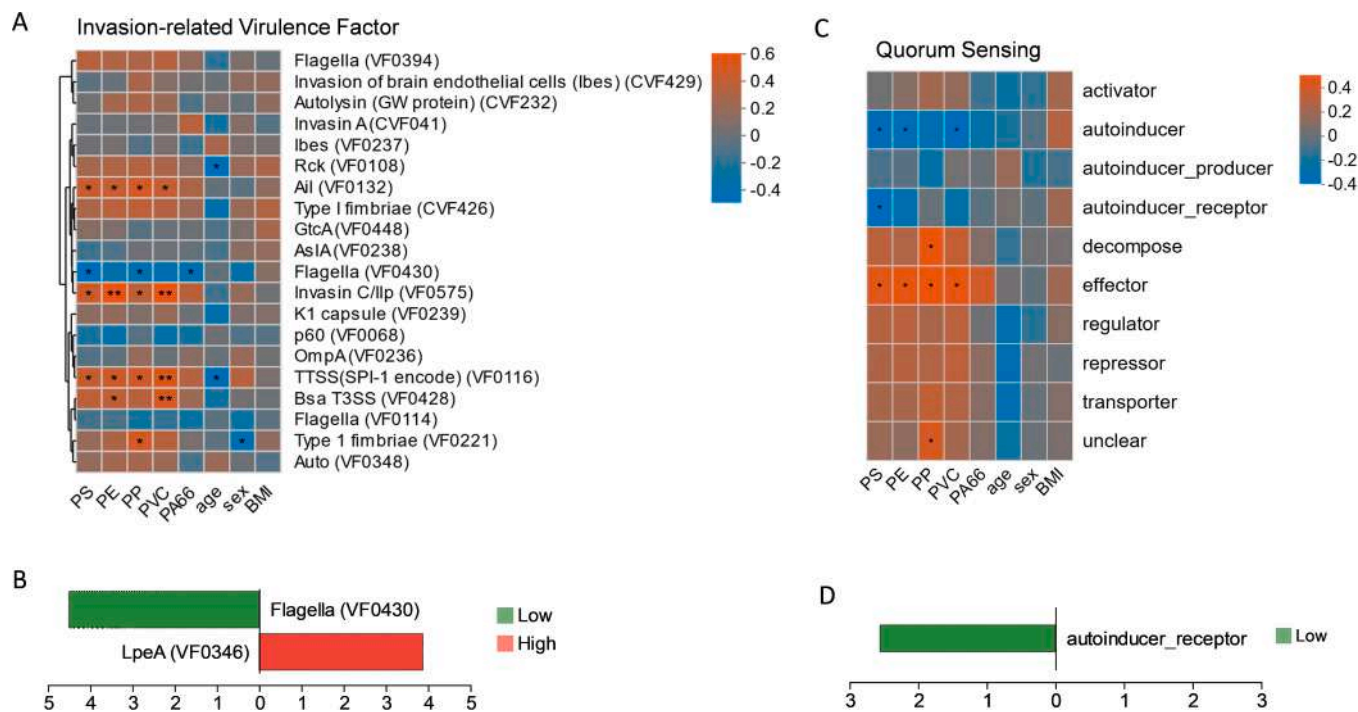 A
Invasion-related Virulence Factor
Flagella (VF0394)
Invasion of brain endothelial cells (Ibes) (CVF429)
Autolysin (GW protein) (CVF232)
Invasin A (CVF041)
Ibes (VF0237)
Rck (VF0108)
Ail (VF0132)
Type I fimbriae (CVF426)
GtcA (VF0448)
AslA (VF0238)
Flagella (VF0430)
Invasin C/Ilp (VF0575)
K1 capsule (VF0239)
p60 (VF0068)
OmpA (VF0236)
TTSS(SPI-1 encode) (VF0116)
Bsa T3SS (VF0428)
Flagella (VF0114)
Type 1 fimbriae (VF0221)
Auto (VF0348)
PS PE PP PVC PA66 age sex BMI
0.6
0.4
0.2
0
-0.2
-0.4
* 
* * * *
* * *
* ** * **
* * * ** *
* **
* *
C
Quorum Sensing
activator
autoinducer
autoinducer_producer
autoinducer_receptor
decompose
effector
regulator
repressor
transporter
unclear
PS PE PP PVC PA66 age sex BMI
0.4
0.2
0
-0.2
-0.4
* * *
*
*
* * * *
*
B
Flagella (VF0430)
LpeA (VF0346)
Low
High
5 4 3 2 1 0 1 2 3 4 5
D
autoinducer_receptor
Low
3 2 1 0 1 2 3